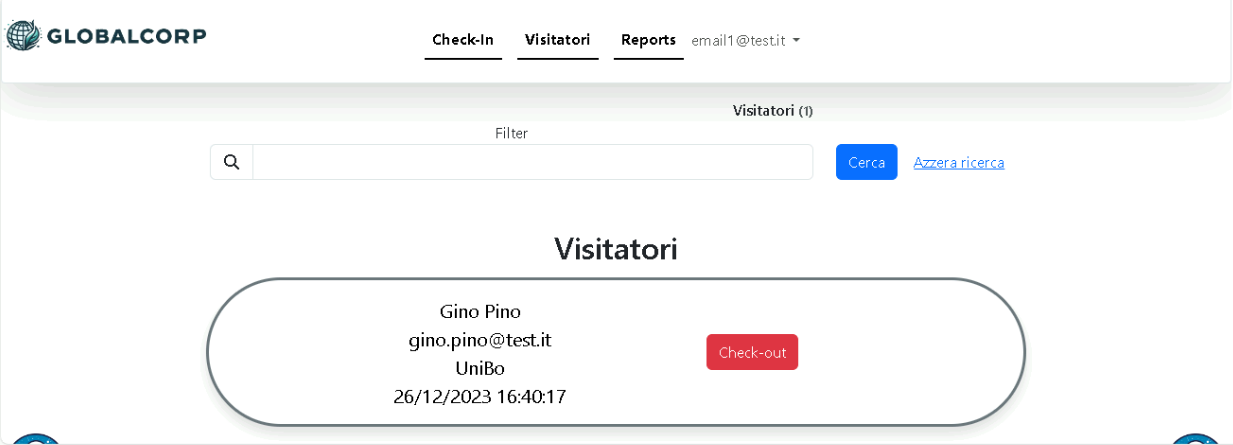 GLOBALCORP
Check-In Visitatori Reports email1@test.it
Visitatori (1)
Filter
Cerca Azzera ricerca
Visitatori
Gino Pino
gino.pino@test.it
UniBo
26/12/2023 16:40:17
Check-out